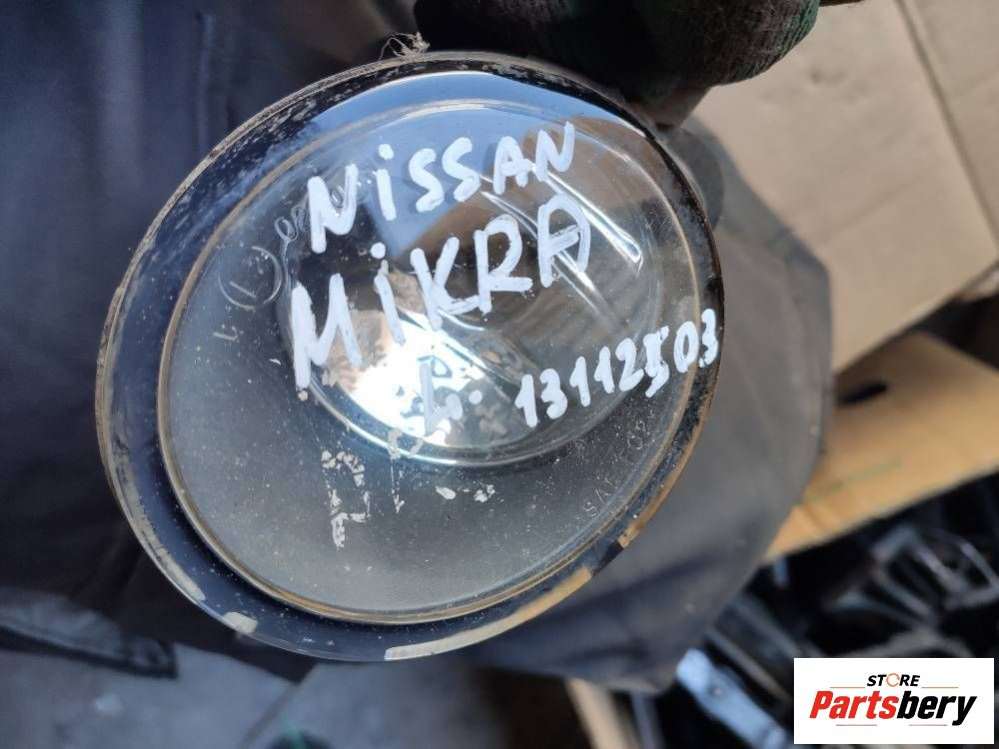 NiSSAN
MiKRA
L. 13112503
STORE
Partsbery